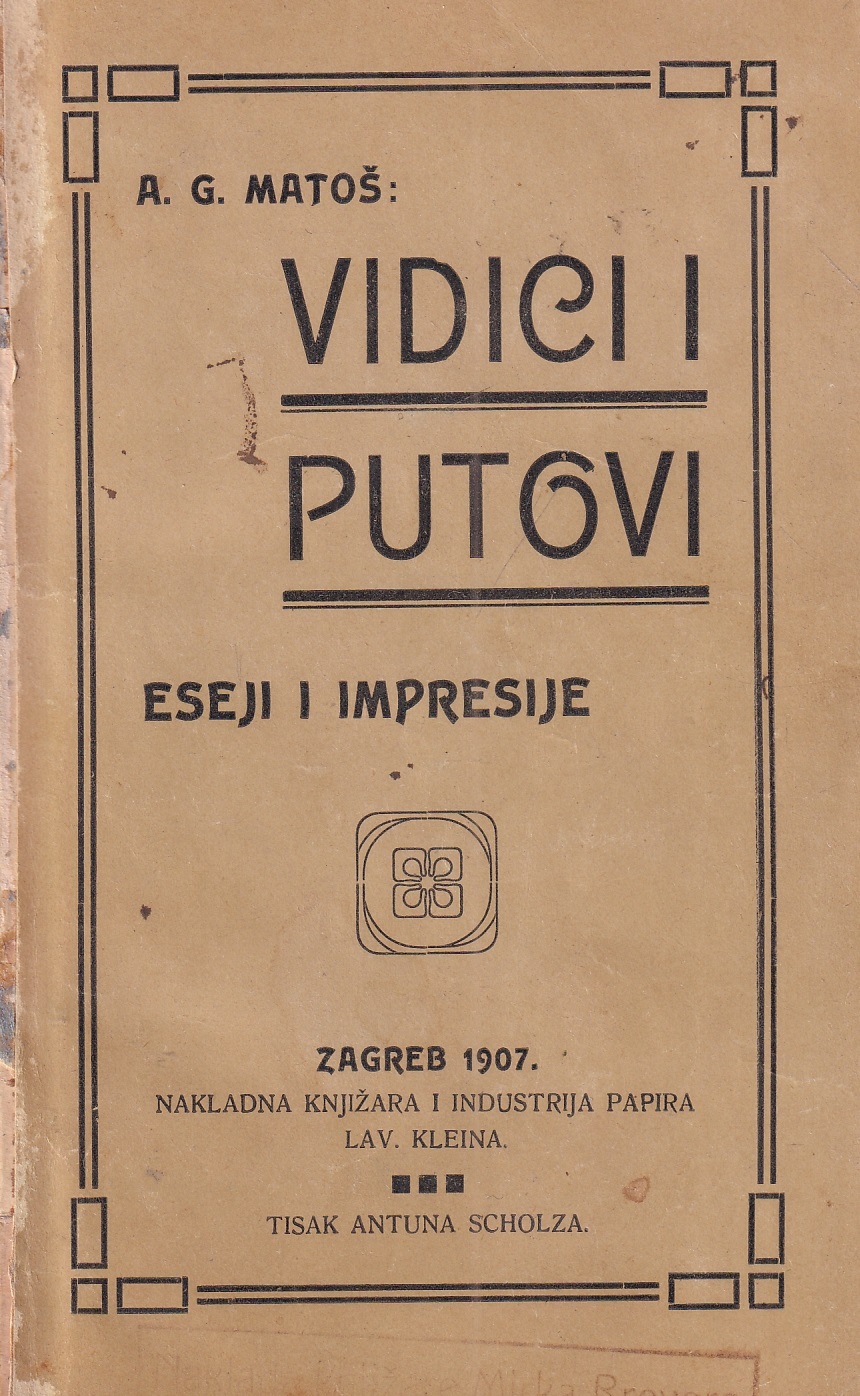 A. G. MATOŠ:
VIDICI I
PUTOVI
ESEJI I IMPRESIJE
ZAGREB 1907.
NAKLADNA KNJIŽARA I INDUSTRIJA PAPIRA
LAV. KLEINA.
TISAK ANTUNA SCHOLZA.